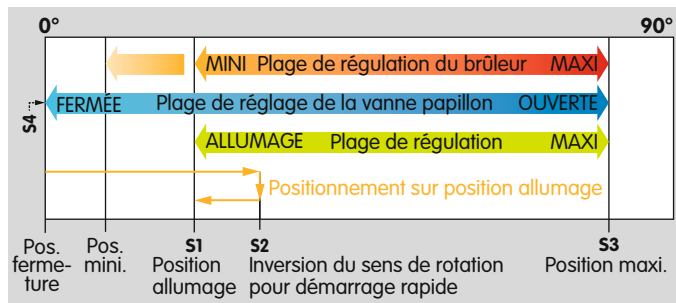 0° 90°
MINI Plage de régulation du brûleur MAXI
FERMÉE Plage de réglage de la vanne papillon OUVERTE
S4
ALLUMAGE Plage de régulation MAXI
Positionnement sur position allumage
Pos. ferme-ture
Pos. mini.
S1
Position allumage
S2
Inversion du sens de rotation
pour démarrage rapide
S3
Position maxi.